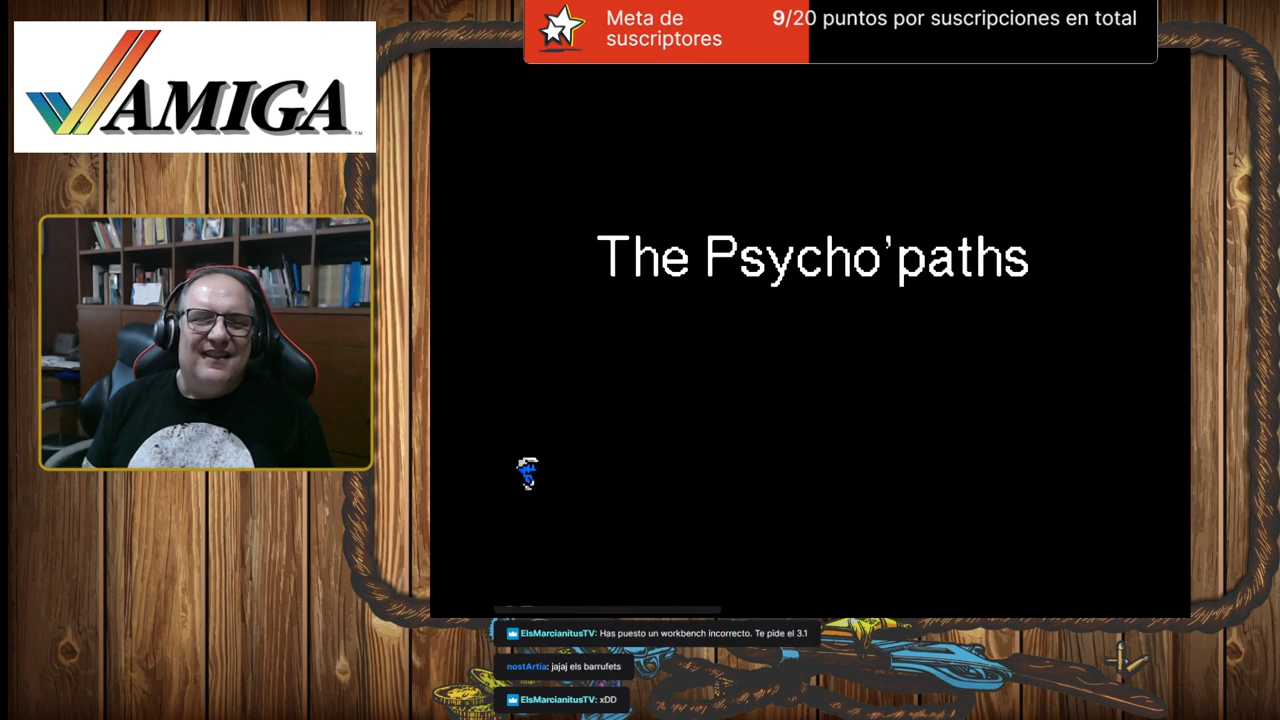 AMIGA
TM
Meta de
suscriptores
9/20 puntos por suscripciones en total
The Psycho'paths
ElsMarcianitusTV: Has puesto un workbench incorrecto. Te pide el 3.1
nostArtia: jajaj els barrufets
ElsMarcianitusTV: xDD